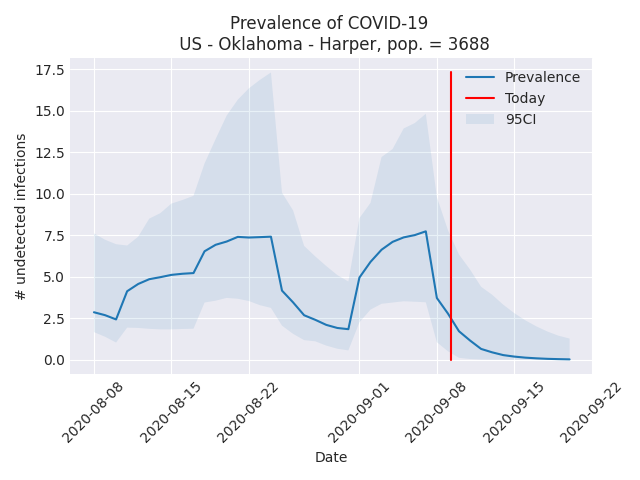 Prevalence of COVID-19
US - Oklahoma - Harper, pop. = 3688
17.5
15.0
12.5
10.0
7.5
5.0
2.5
0.0
# undetected infections
Prevalence
Today
95CI
2020-08-08
2020-08-15
2020-08-22
2020-09-01
2020-09-08
2020-09-15
2020-09-22
Date